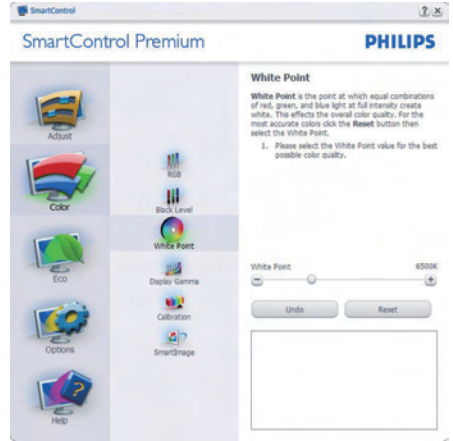 SmartControl
SmartControl Premium
PHILIPS
Adjust
Color
Eco
Options
Help
RGB
Black Level
White Point
Display Gamma
Calibration
SmartImage
White Point
White Point is the point at which equal combinations
of red, green, and blue light at full intensity create
white. This effects the overall color quality. For the
most accurate colors click the Reset button then
select the White Point.
1. Please select the White Point value for the best
possible color quality.
White Point 6500K
Undo Reset